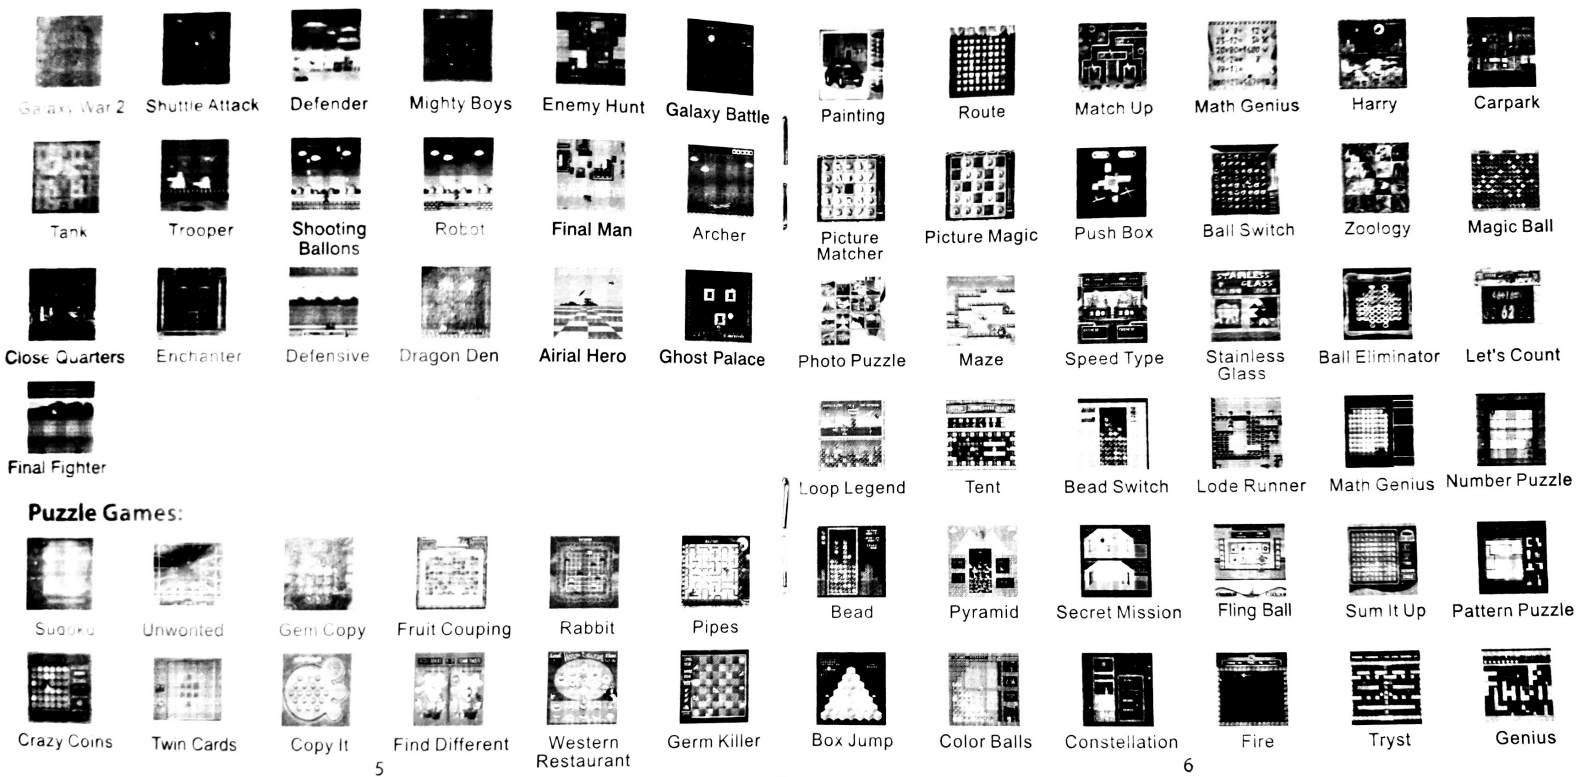 Galaxy War 2 Shuttle Attack Defender Mighty Boys Enemy Hunt Galaxy Battle
Tank Trooper Shooting Ballons Robot Final Man Archer
Close Quarters Enchanter Defensive Dragon Den Airial Hero Ghost Palace
Final Fighter
Puzzle Games:
Sudoku Unwonted Gem Copy Fruit Couping Rabbit Pipes
Crazy Coins Twin Cards Copy It Find Different Western Restaurant Germ Killer
5
Painting Route Match Up Math Genius Harry Carpark
Picture Matcher Picture Magic Push Box Ball Switch Zoology Magic Ball
STAINLESS
GLASS
62
Photo Puzzle Maze Speed Type Stainless Glass Ball Eliminator Let's Count
Loop Legend Tent Bead Switch Lode Runner Math Genius Number Puzzle
Bead Pyramid Secret Mission Fling Ball Sum It Up Pattern Puzzle
Box Jump Color Balls Constellation Fire Tryst Genius
6